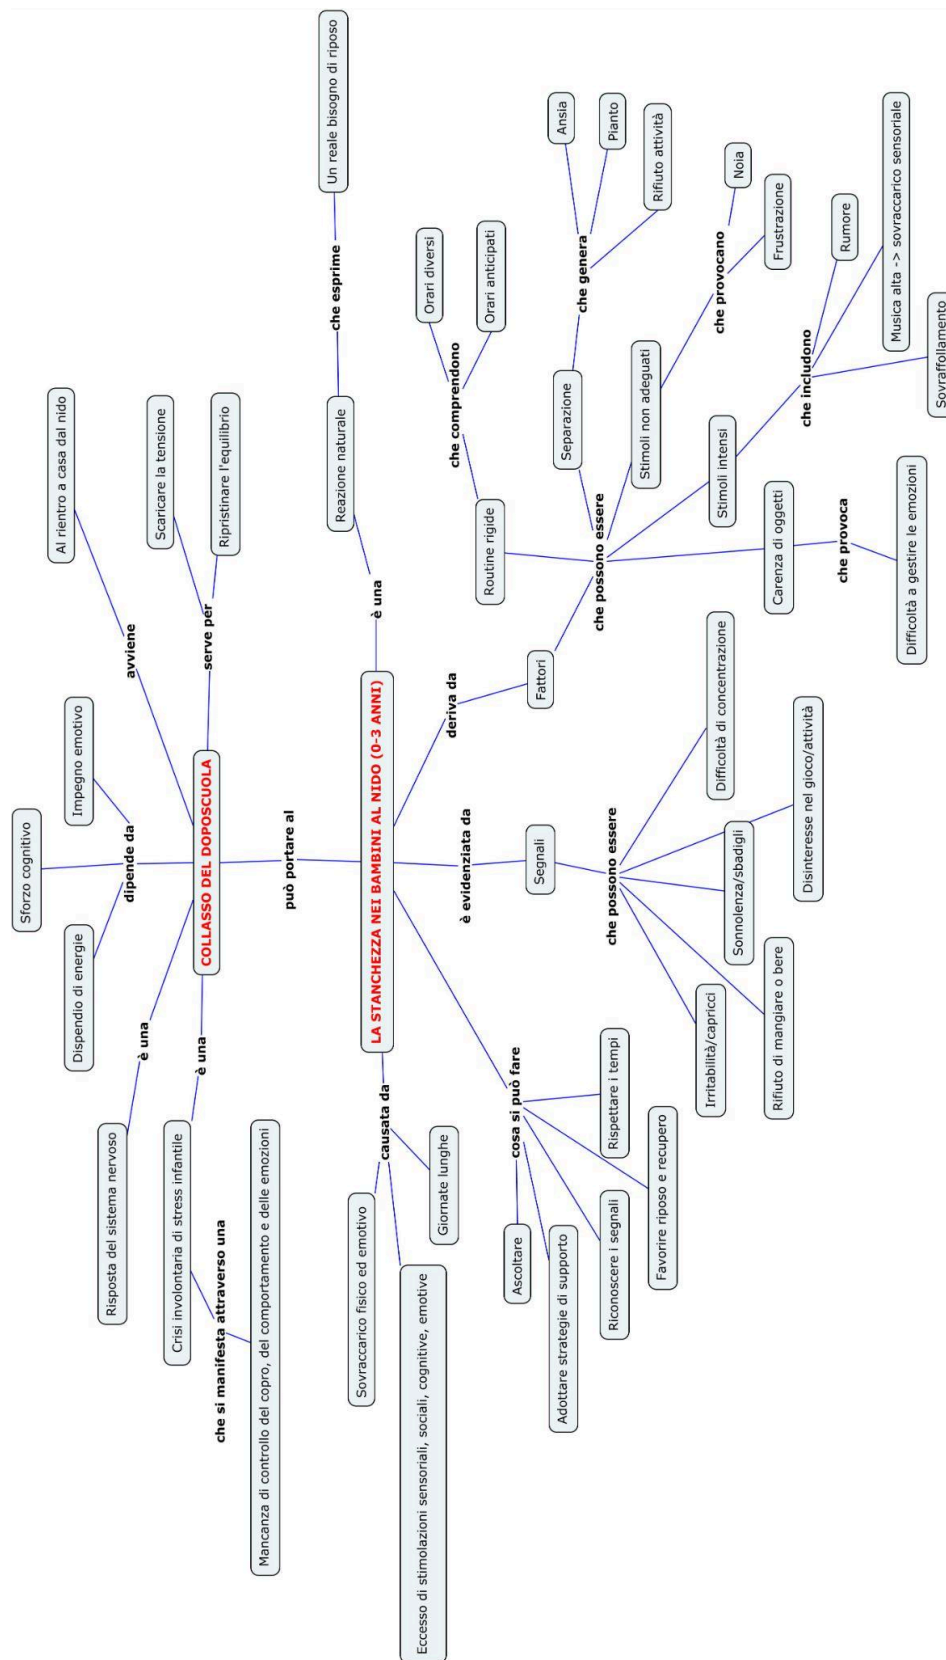 Sforzo cognitivo
Dispendio di energie
Impegno emotivo
Al rientro a casa dal nido
dipende da
avviene
Risposta del sistema nervoso
è una
Scaricare la tensione
Crisi involontaria di stress infantile
è una
COLLASSO DEL DOPOSCUOLA
serve per
Ripristinare l'equilibrio
che si manifesta attraverso una
Mancanza di controllo del copro, del comportamento e delle emozioni
può portare al
Un reale bisogno di riposo
che esprime
Reazione naturale
è una
LA STANCHEZZA NEI BAMBINI AL NIDO (0-3 ANNI)
causata da
Sovraccarico fisico ed emotivo
Eccesso di stimolazioni sensoriali, sociali, cognitive, emotive
Giornate lunghe
cosa si può fare
Ascoltare
Adottare strategie di supporto
Riconoscere i segnali
Favorire riposo e recupero
Rispettare i tempi
è evidenziata da
Segnali
che possono essere
Irritabilità/capricci
Rifiuto di mangiare o bere
Sonnolenza/sbadigli
Disinteresse nel gioco/attività
Difficoltà di concentrazione
deriva da
Fattori
che possono essere
Routine rigide
che comprendono
Orari diversi
Orari anticipati
Separazione
che genera
Ansia
Pianto
Rifiuto attività
Stimoli non adeguati
che provocano
Noia
Frustrazione
Stimoli intensi
che includono
Rumore
Musica alta -> sovraccarico sensoriale
Sovraffollamento
Carenza di oggetti
che provoca
Difficoltà a gestire le emozioni